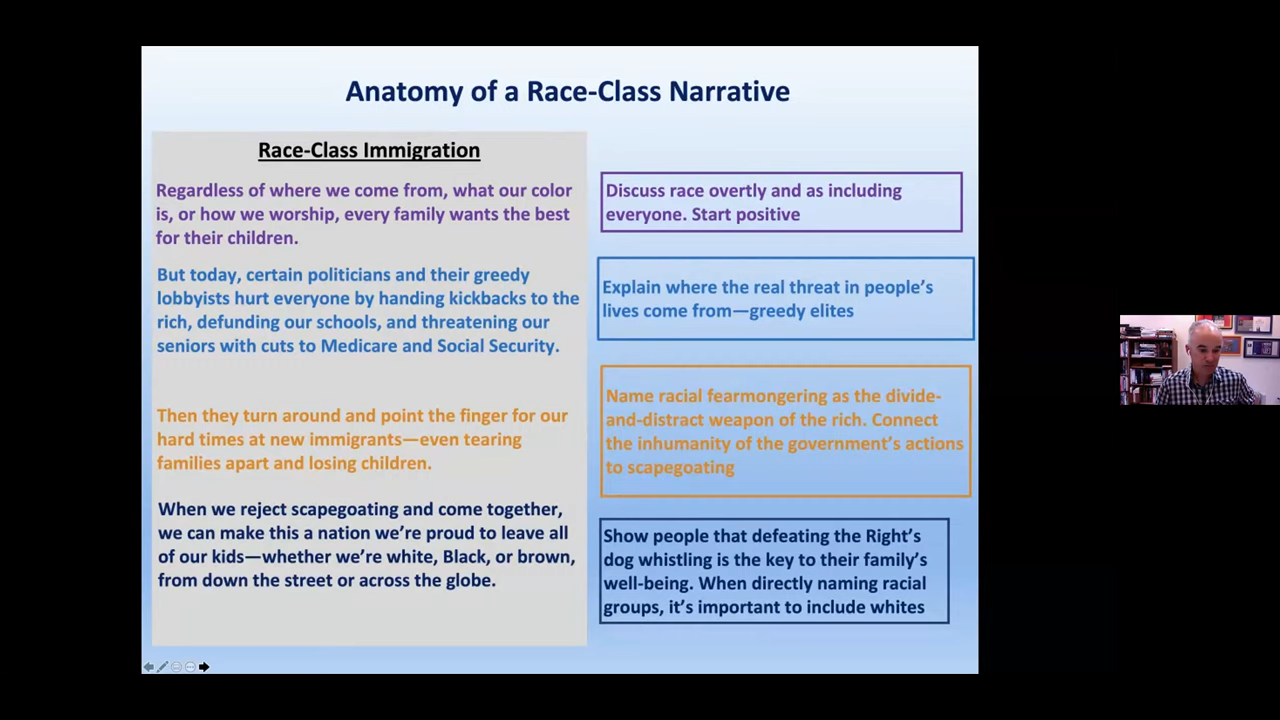 Anatomy of a Race-Class Narrative
Race-Class Immigration
Regardless of where we come from, what our color
is, or how we worship, every family wants the best
for their children.
But today, certain politicians and their greedy
lobbyists hurt everyone by handing kickbacks to the
rich, defunding our schools, and threatening our
seniors with cuts to Medicare and Social Security.
Then they turn around and point the finger for our
hard times at new immigrants—even tearing
families apart and losing children.
When we reject scapegoating and come together,
we can make this a nation we’re proud to leave all
of our kids—whether we’re white, Black, or brown,
from down the street or across the globe.
Discuss race overtly and as including
everyone. Start positive
Explain where the real threat in people’s
lives come from—greedy elites
Name racial fearmongering as the divide-
and-distract weapon of the rich. Connect
the inhumanity of the government’s actions
to scapegoating
Show people that defeating the Right’s
dog whistling is the key to their family’s
well-being. When directly naming racial
groups, it’s important to include whites